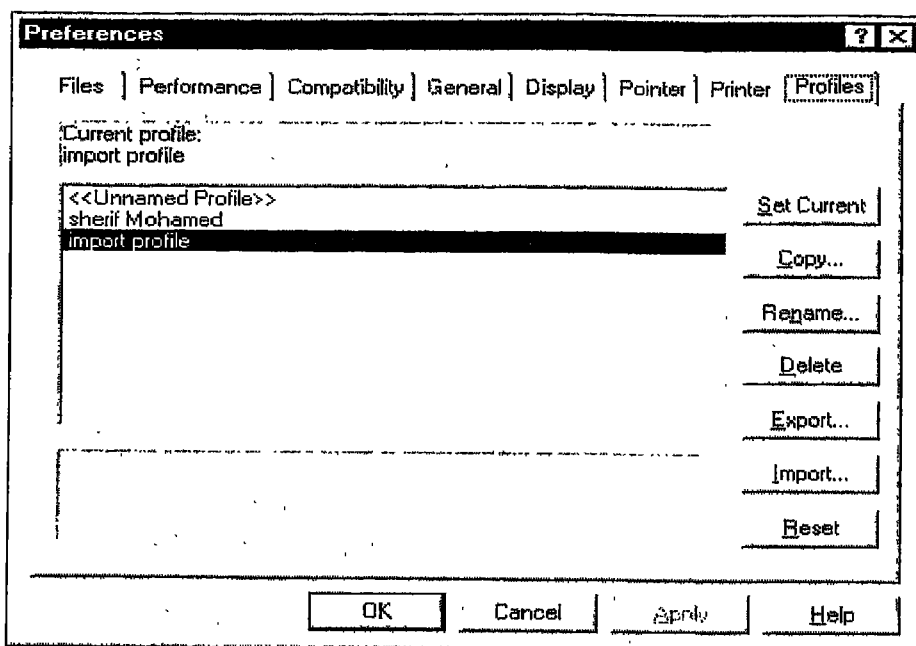 Preferences
Files Performance Compatibility General Display Pointer Printer Profiles
Current profile:
import profile
<<Unnamed Profile>>
sherif Mohamed
import profile
Set Current
Copy...
Rename...
Delete
Export...
Import...
Reset
OK Cancel Apply Help